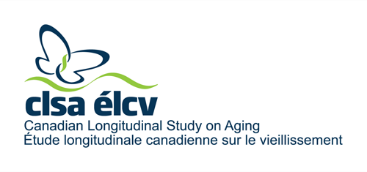 clsa élcv
Canadian Longitudinal Study on Aging
Étude longitudinale canadienne sur le vieillissement